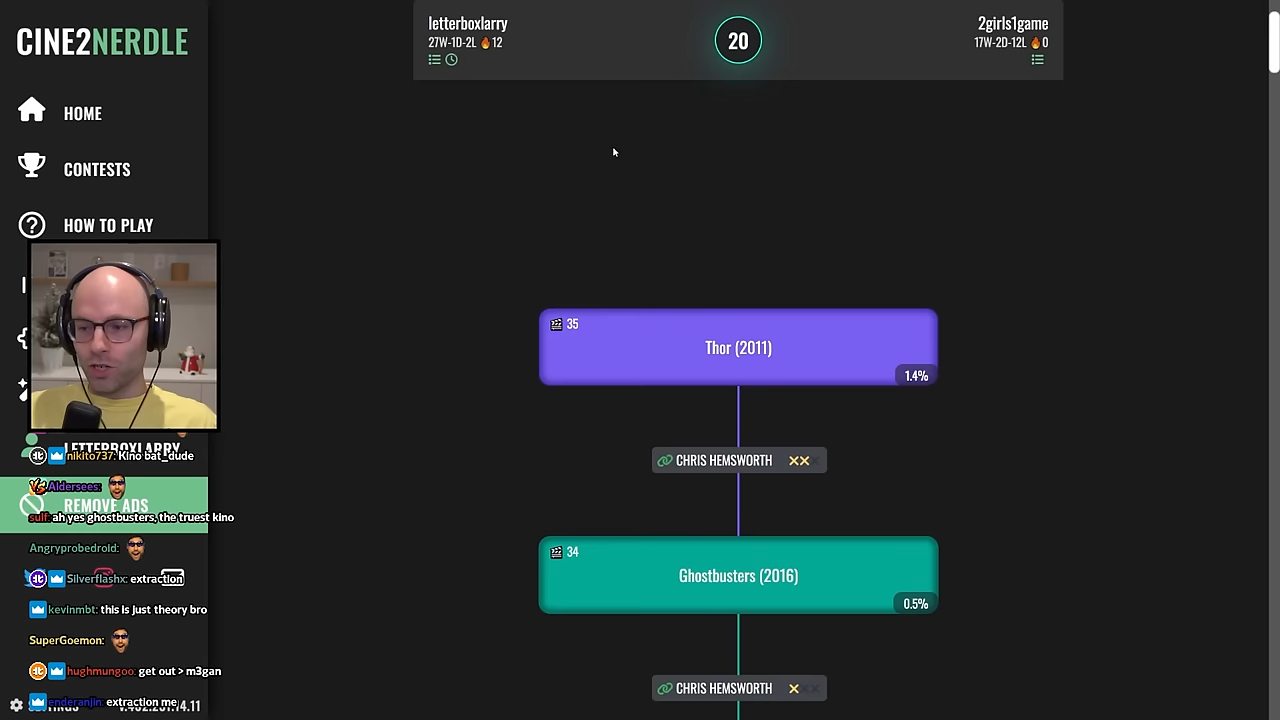 CINE2NERDLE
HOME
CONTESTS
HOW TO PLAY
LETTERBOXLARRY
REMOVE ADS
letterboxlarry
27W-1D-2L 🔥12
20
2girls1game
17W-2D-12L 🔥0
35
Thor (2011)
1.4%
CHRIS HEMSWORTH
34
Ghostbusters (2016)
0.5%
CHRIS HEMSWORTH
nikito737: Kino bat_dude
Aldersees:
sulf: ah yes ghostbusters, the truest kino
Angryprobedroid:
Silverflashx: extraction
kevinmbt: this is just theory bro
SuperGoemon:
hughmungoo: get out > m3gan
enderanjin: extraction me